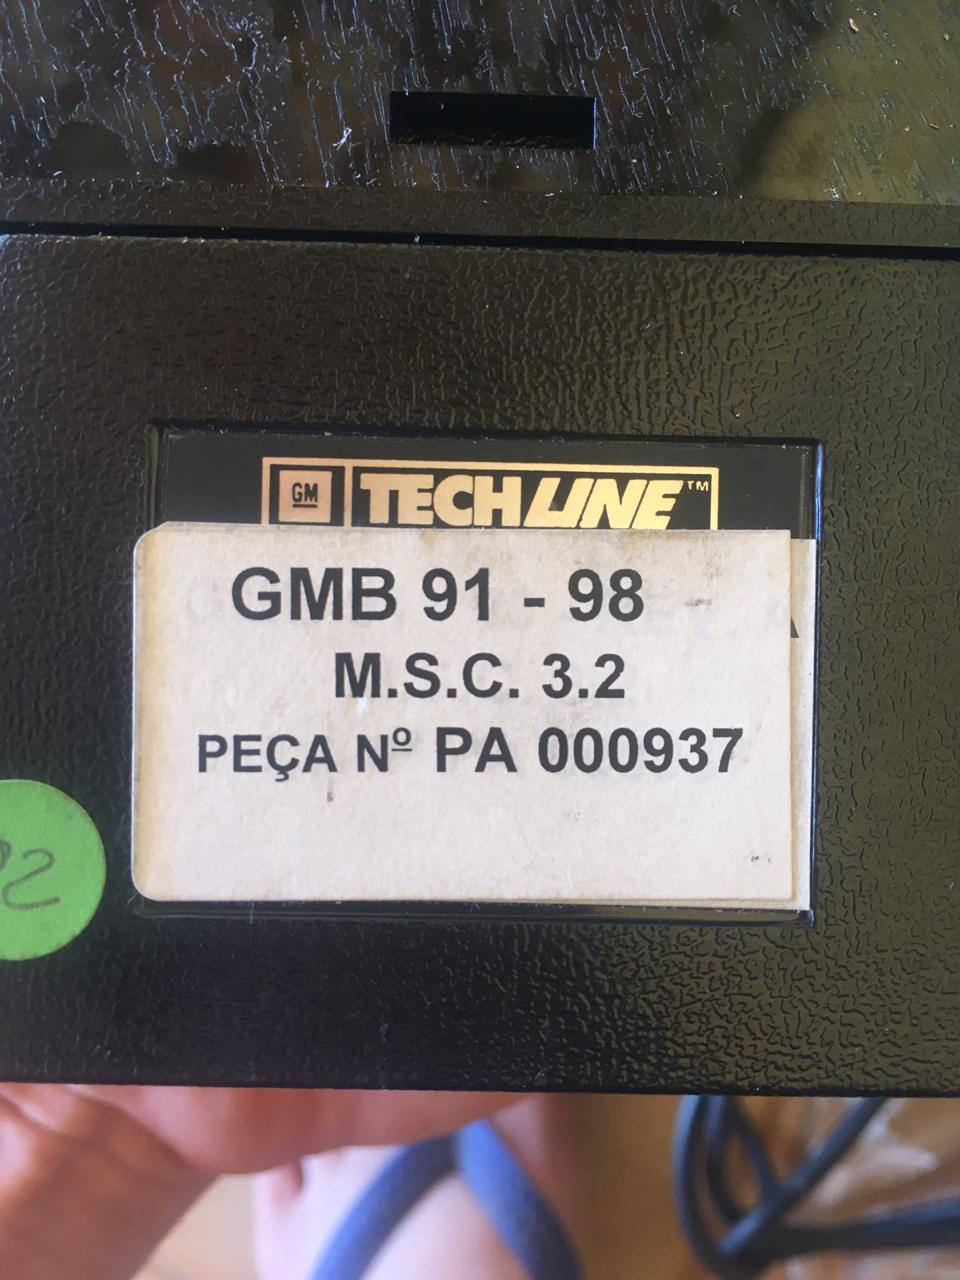 GM TECHLINE™
GMB 91 - 98
M.S.C. 3.2
PEÇA Nº PA 000937